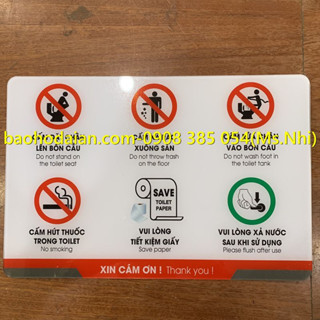 baohodaian.com-0908 385 054(Ms.Nhi)
LÊN BỒN CẦU
XUỐNG SÀN
VÀO BỒN CẦU
Do not stand on
the toilet seat
Do not throw trash
on the floor
Do not wash foot in
the toilet tank
SAVE
TOILET
PAPER
CẤM HÚT THUỐC
TRONG TOILET
No smoking
VUI LÒNG
TIẾT KIỆM GIẤY
Save paper
VUI LÒNG XẢ NƯỚC
SAU KHI SỬ DỤNG
Please flush after use
XIN CẢM ƠN ! Thank you !